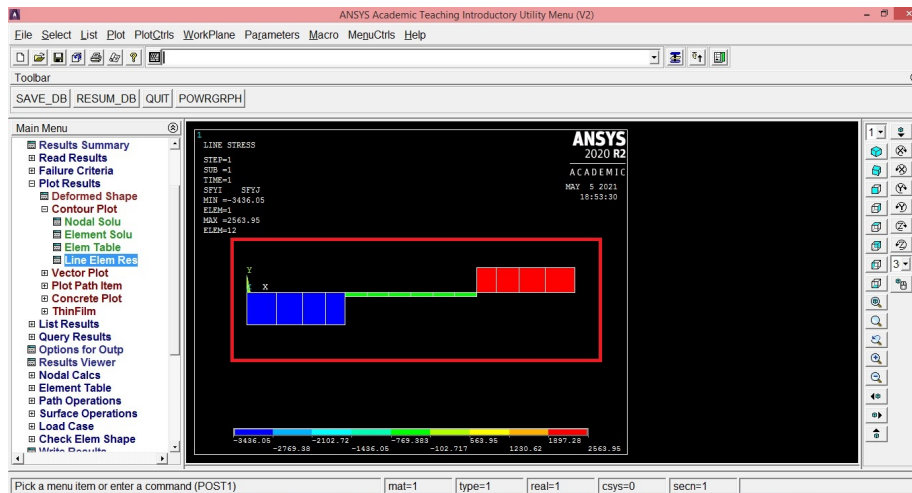 ANSYS Academic Teaching Introductory Utility Menu (V2)
File Select List Plot PlotCtrls WorkPlane Parameters Macro MenuCtrls Help
Toolbar
SAVE_DB RESUM_DB QUIT POWRGRPH
Main Menu
Results Summary
Read Results
Failure Criteria
Plot Results
Deformed Shape
Contour Plot
Nodal Solu
Element Solu
Elem Table
Line Elem Res
Vector Plot
Plot Path Item
Concrete Plot
ThinFilm
List Results
Query Results
Options for Outp
Results Viewer
Nodal Calcs
Element Table
Path Operations
Surface Operations
Load Case
Check Elem Shape
Write Results
1
LINE STRESS
STEP=1
SUB =1
TIME=1
SFYI SFYJ
MIN =-3436.05
ELEM=1
MAX =2563.95
ELEM=12
ANSYS
2020 R2
ACADEMIC
MAY 5 2021
18:53:30
Y
X
-3436.05 -2102.72 -769.383 563.95 1897.28
-2769.38 -1436.05 -102.717 1230.62 2563.95
1
3
Pick a menu item or enter a command (POST1) mat=1 type=1 real=1 csys=0 secn=1